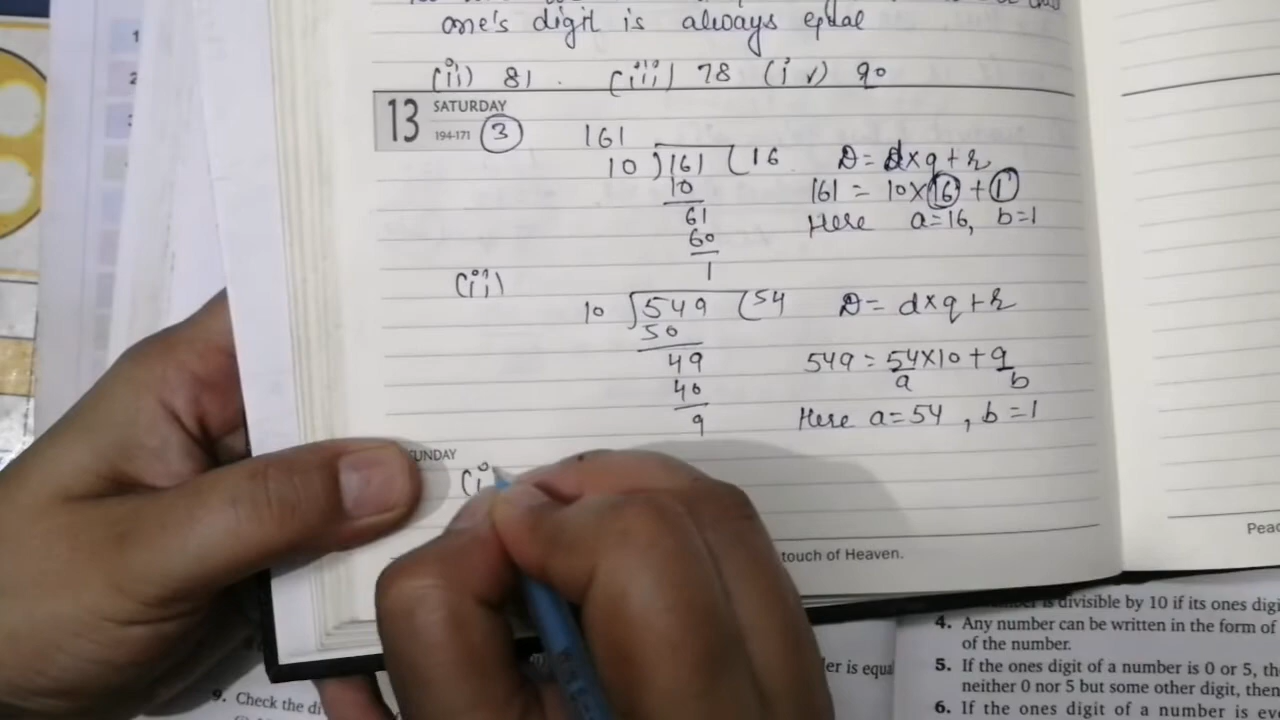 one's digit is always equal
(ii) 81 . (iii) 78 (iv) 90
13 SATURDAY
194-171 (3) 161
10 ) 161 ( 16 D = d×q+r
10 161 = 10×16 + 1
61 Here a=16, b=1
60
1
(ii)
10 ) 549 ( 54 D = d×q+r
50
49 549 = 54×10 + 9
40 a b
9 Here a=54 , b=1
SUNDAY
(i
touch of Heaven.
Peac
is divisible by 10 if its ones digi
4. Any number can be written in the form of
of the number.
ler is equa
5. If the ones digit of a number is 0 or 5, the
neither 0 nor 5 but some other digit, then
9. Check the di
6. If the ones digit of a number is eve